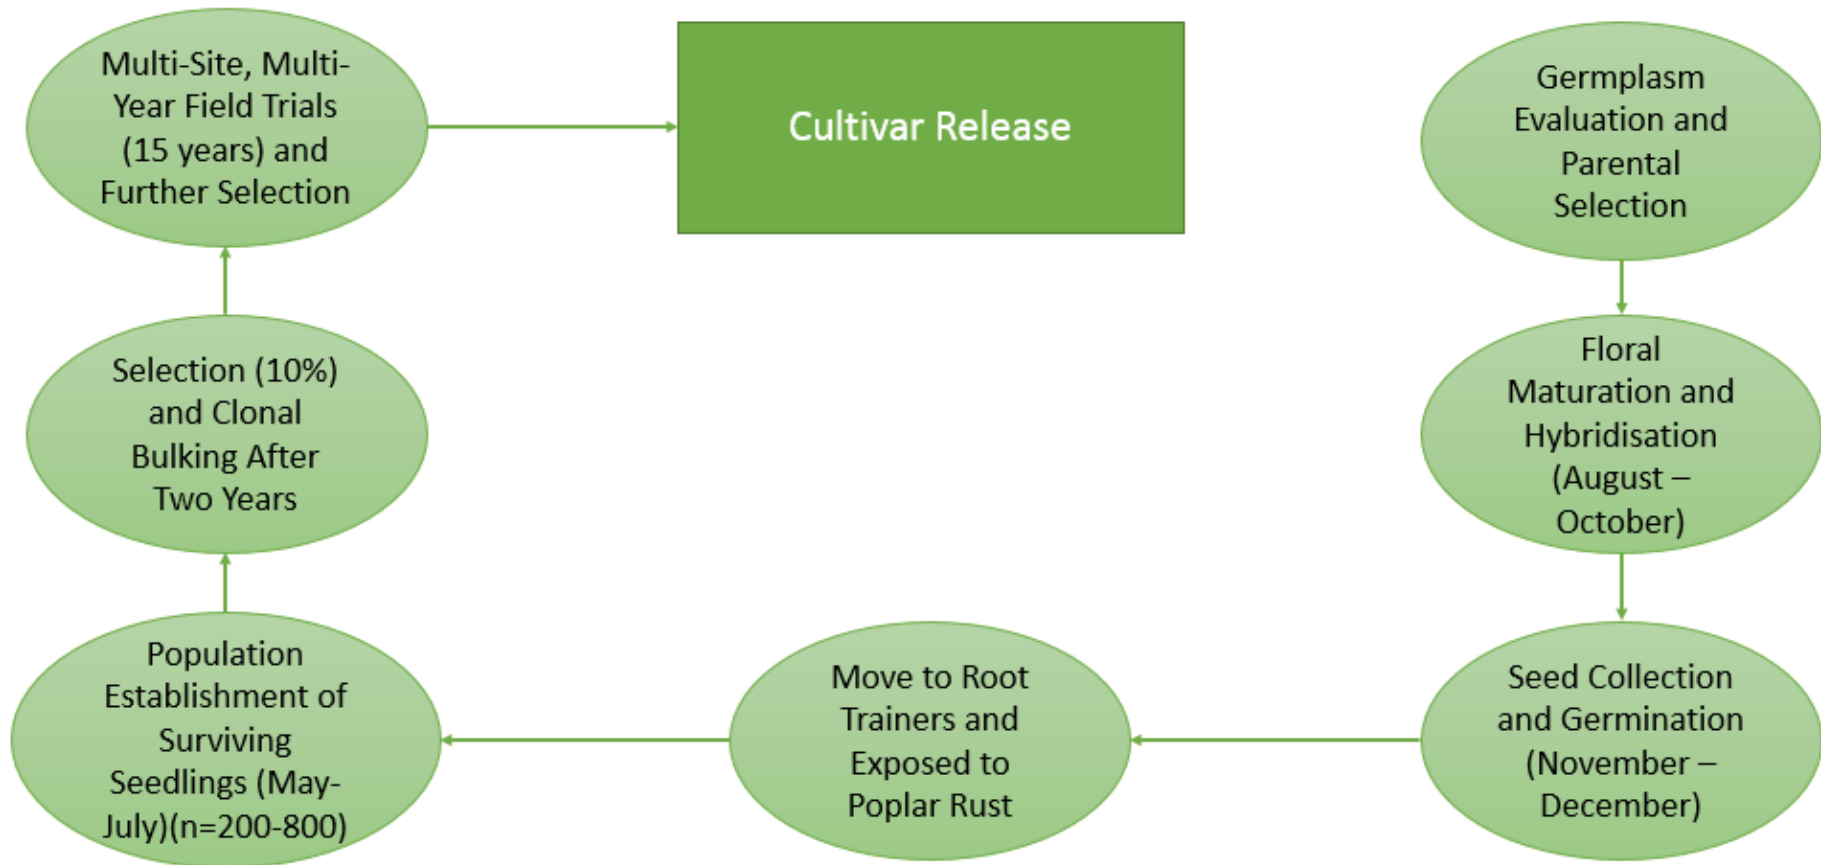 Germplasm
Evaluation and
Parental
Selection
Floral
Maturation and
Hybridisation
(August –
October)
Seed Collection
and Germination
(November –
December)
Move to Root
Trainers and
Exposed to
Poplar Rust
Population
Establishment of
Surviving
Seedlings (May-
July)(n=200-800)
Selection (10%)
and Clonal
Bulking After
Two Years
Multi-Site, Multi-
Year Field Trials
(15 years) and
Further Selection
Cultivar Release